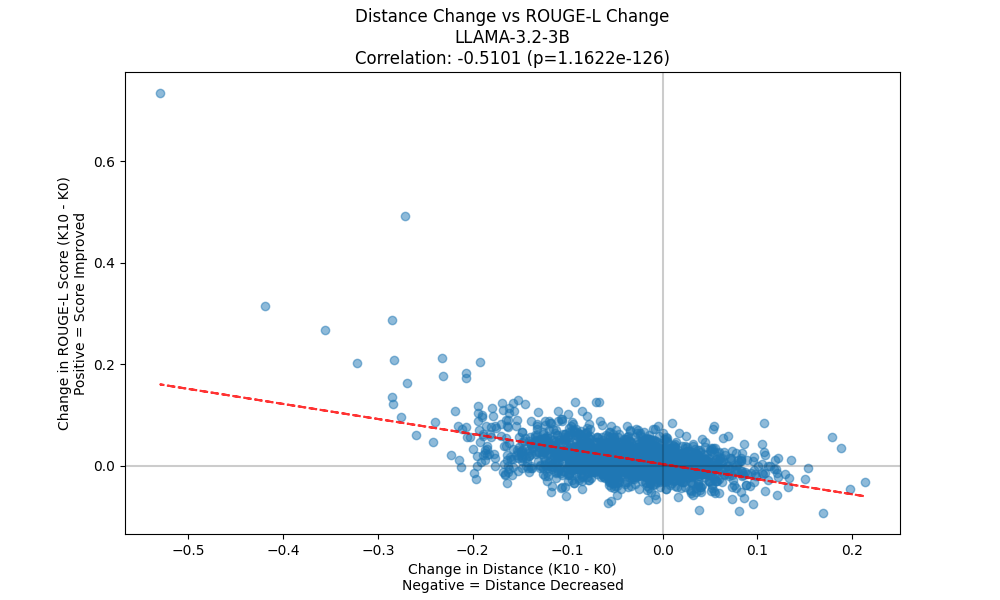 Distance Change vs ROUGE-L Change
LLAMA-3.2-3B
Correlation: -0.5101 (p=1.1622e-126)
Change in ROUGE-L Score (K10 - K0)
Positive = Score Improved
0.6
0.4
0.2
0.0
−0.5
−0.4
−0.3
−0.2
−0.1
0.0
0.1
0.2
Change in Distance (K10 - K0)
Negative = Distance Decreased